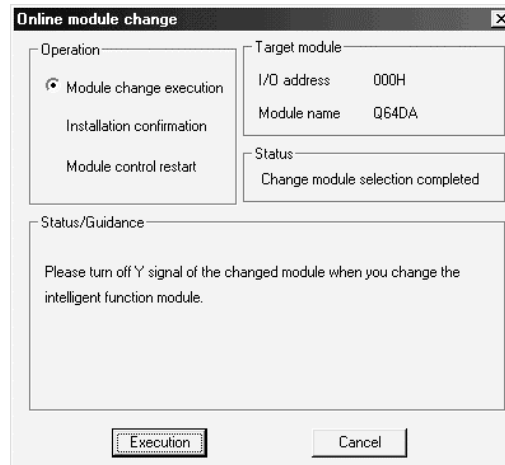 Online module change
Operation
Module change execution
Installation confirmation
Module control restart
Target module
I/O address 000H
Module name Q64DA
Status
Change module selection completed
Status/Guidance
Please turn off Y signal of the changed module when you change the
intelligent function module.
Execution
Cancel